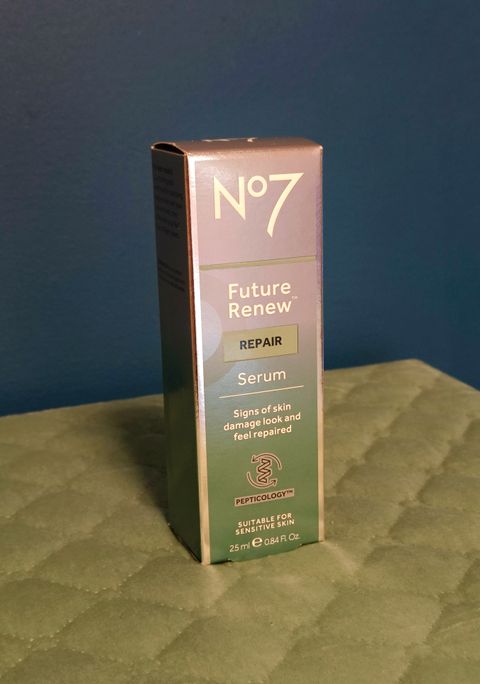 No7
Future
Renew™
REPAIR
Serum
Signs of skin
damage look and
feel repaired
PEPTICOLOGY™
SUITABLE FOR
SENSITIVE SKIN
25 ml e 0.84 Fl. Oz.